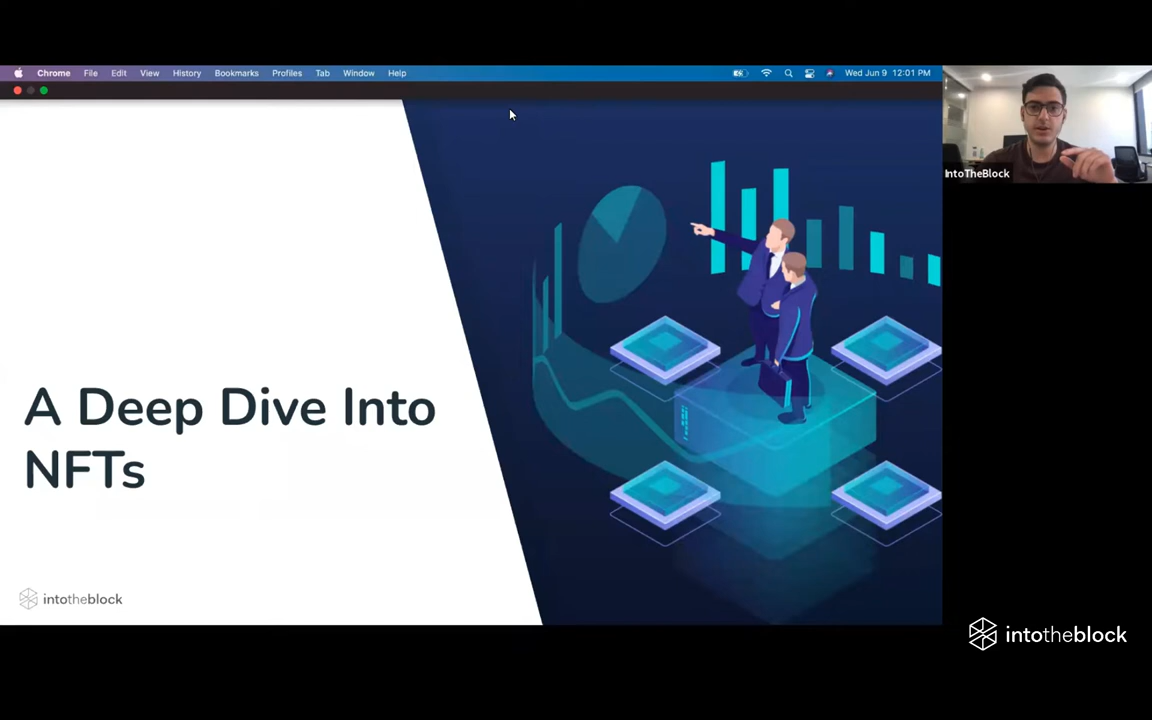 Chrome File Edit View History Bookmarks Profiles Tab Window Help Wed Jun 9 12:01 PM
IntoTheBlock
A Deep Dive Into
NFTs
intotheblock
intotheblock